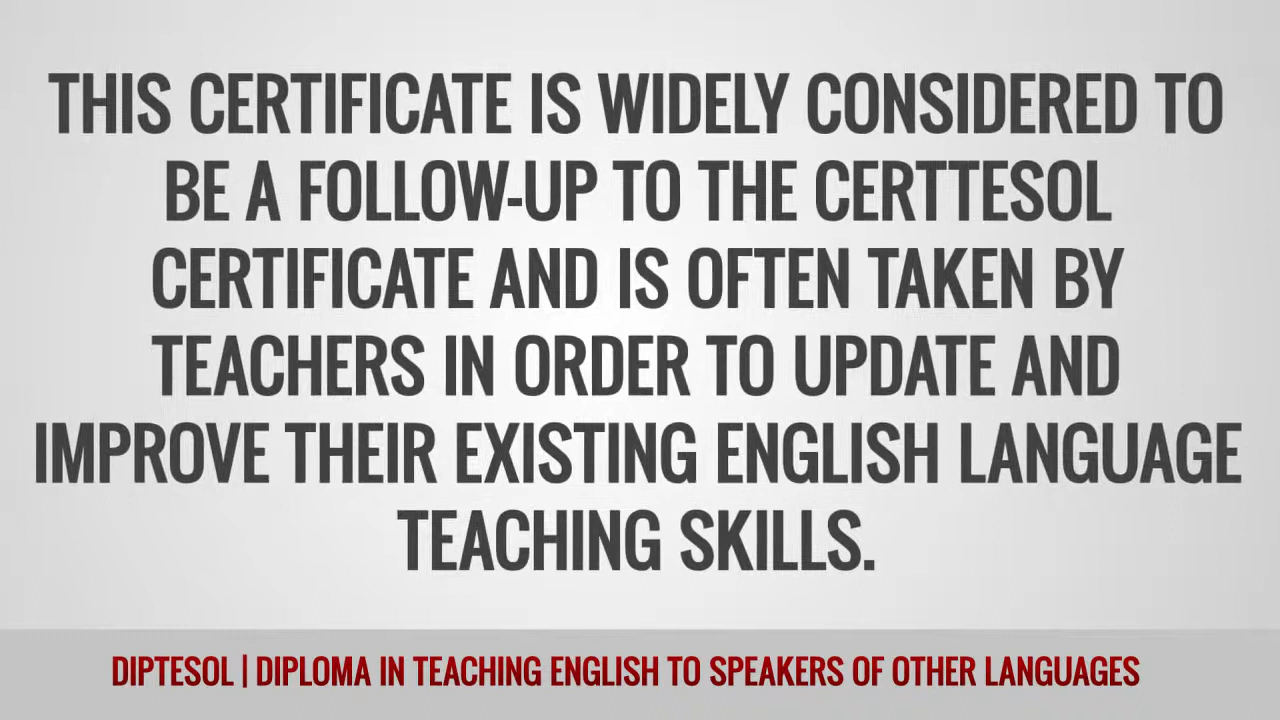 THIS CERTIFICATE IS WIDELY CONSIDERED TO
BE A FOLLOW-UP TO THE CERTTESOL
CERTIFICATE AND IS OFTEN TAKEN BY
TEACHERS IN ORDER TO UPDATE AND
IMPROVE THEIR EXISTING ENGLISH LANGUAGE
TEACHING SKILLS.
DIPTESOL | DIPLOMA IN TEACHING ENGLISH TO SPEAKERS OF OTHER LANGUAGES